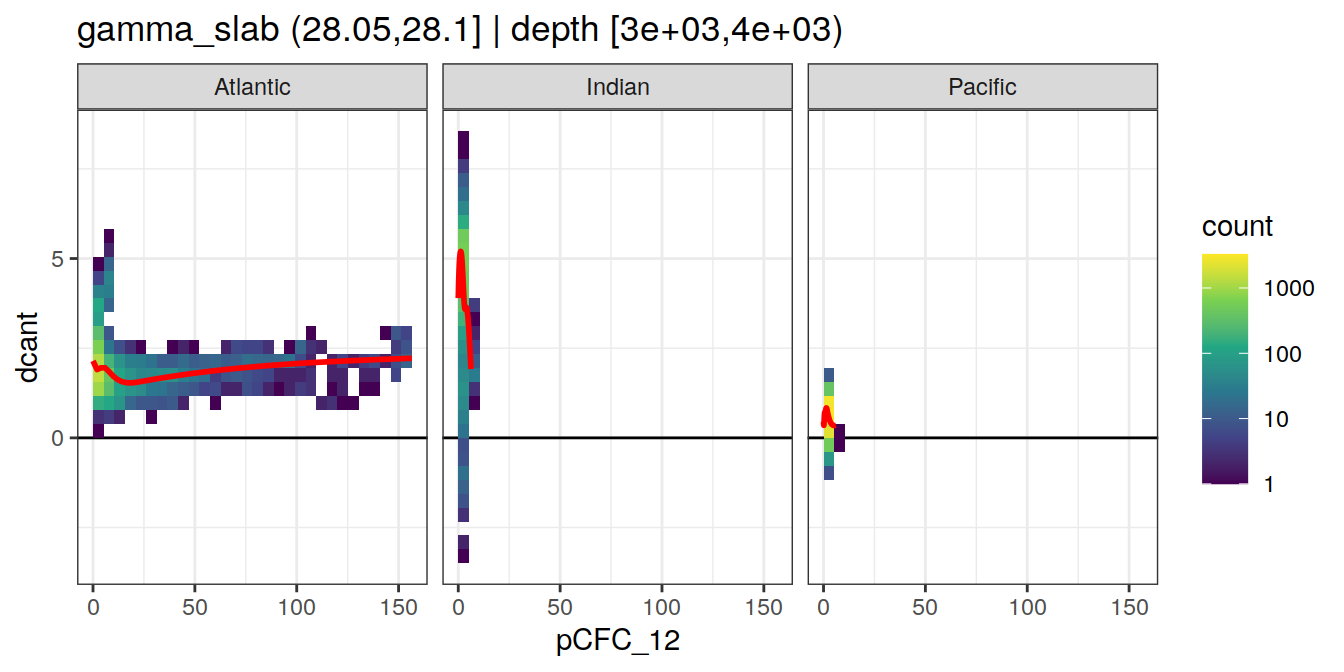 gamma_slab (28.05,28.1] | depth [3e+03,4e+03)
Atlantic
Indian
Pacific
dcant
5
0
0 50 100 150
0 50 100 150
0 50 100 150
pCFC_12
count
1000
100
10
1